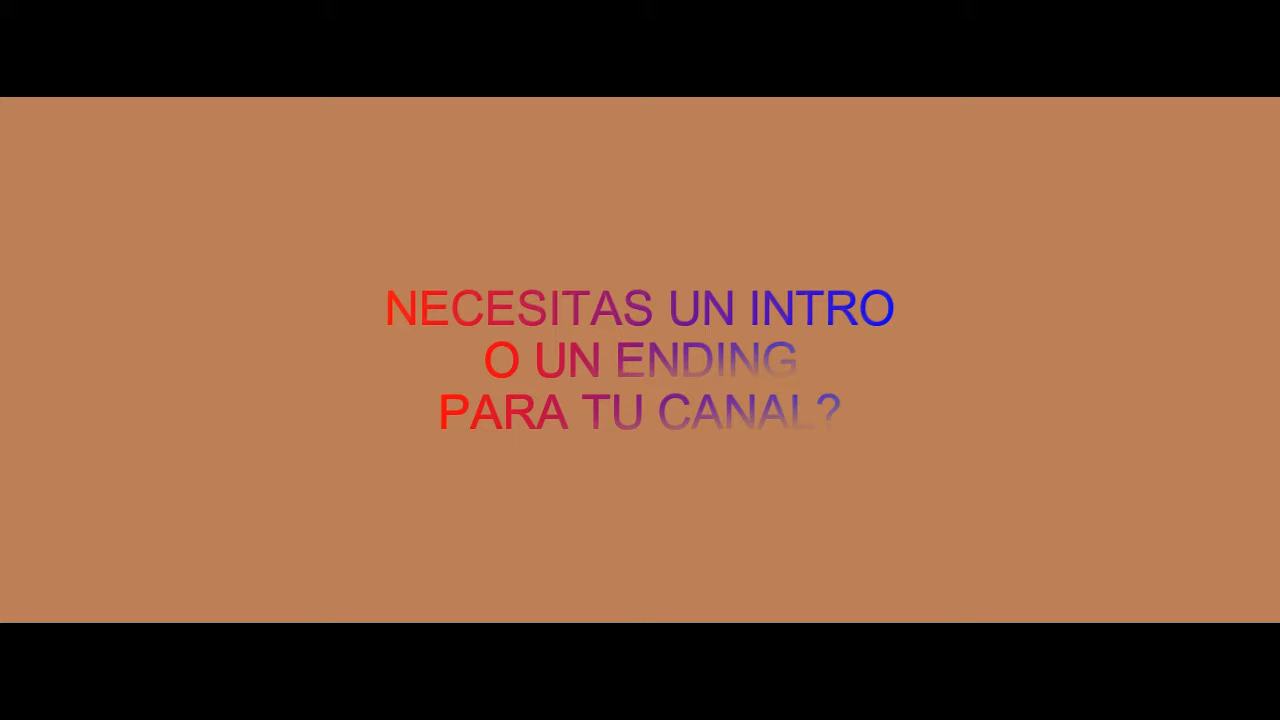 NECESITAS UN INTRO
O UN ENDING
PARA TU CANAL?